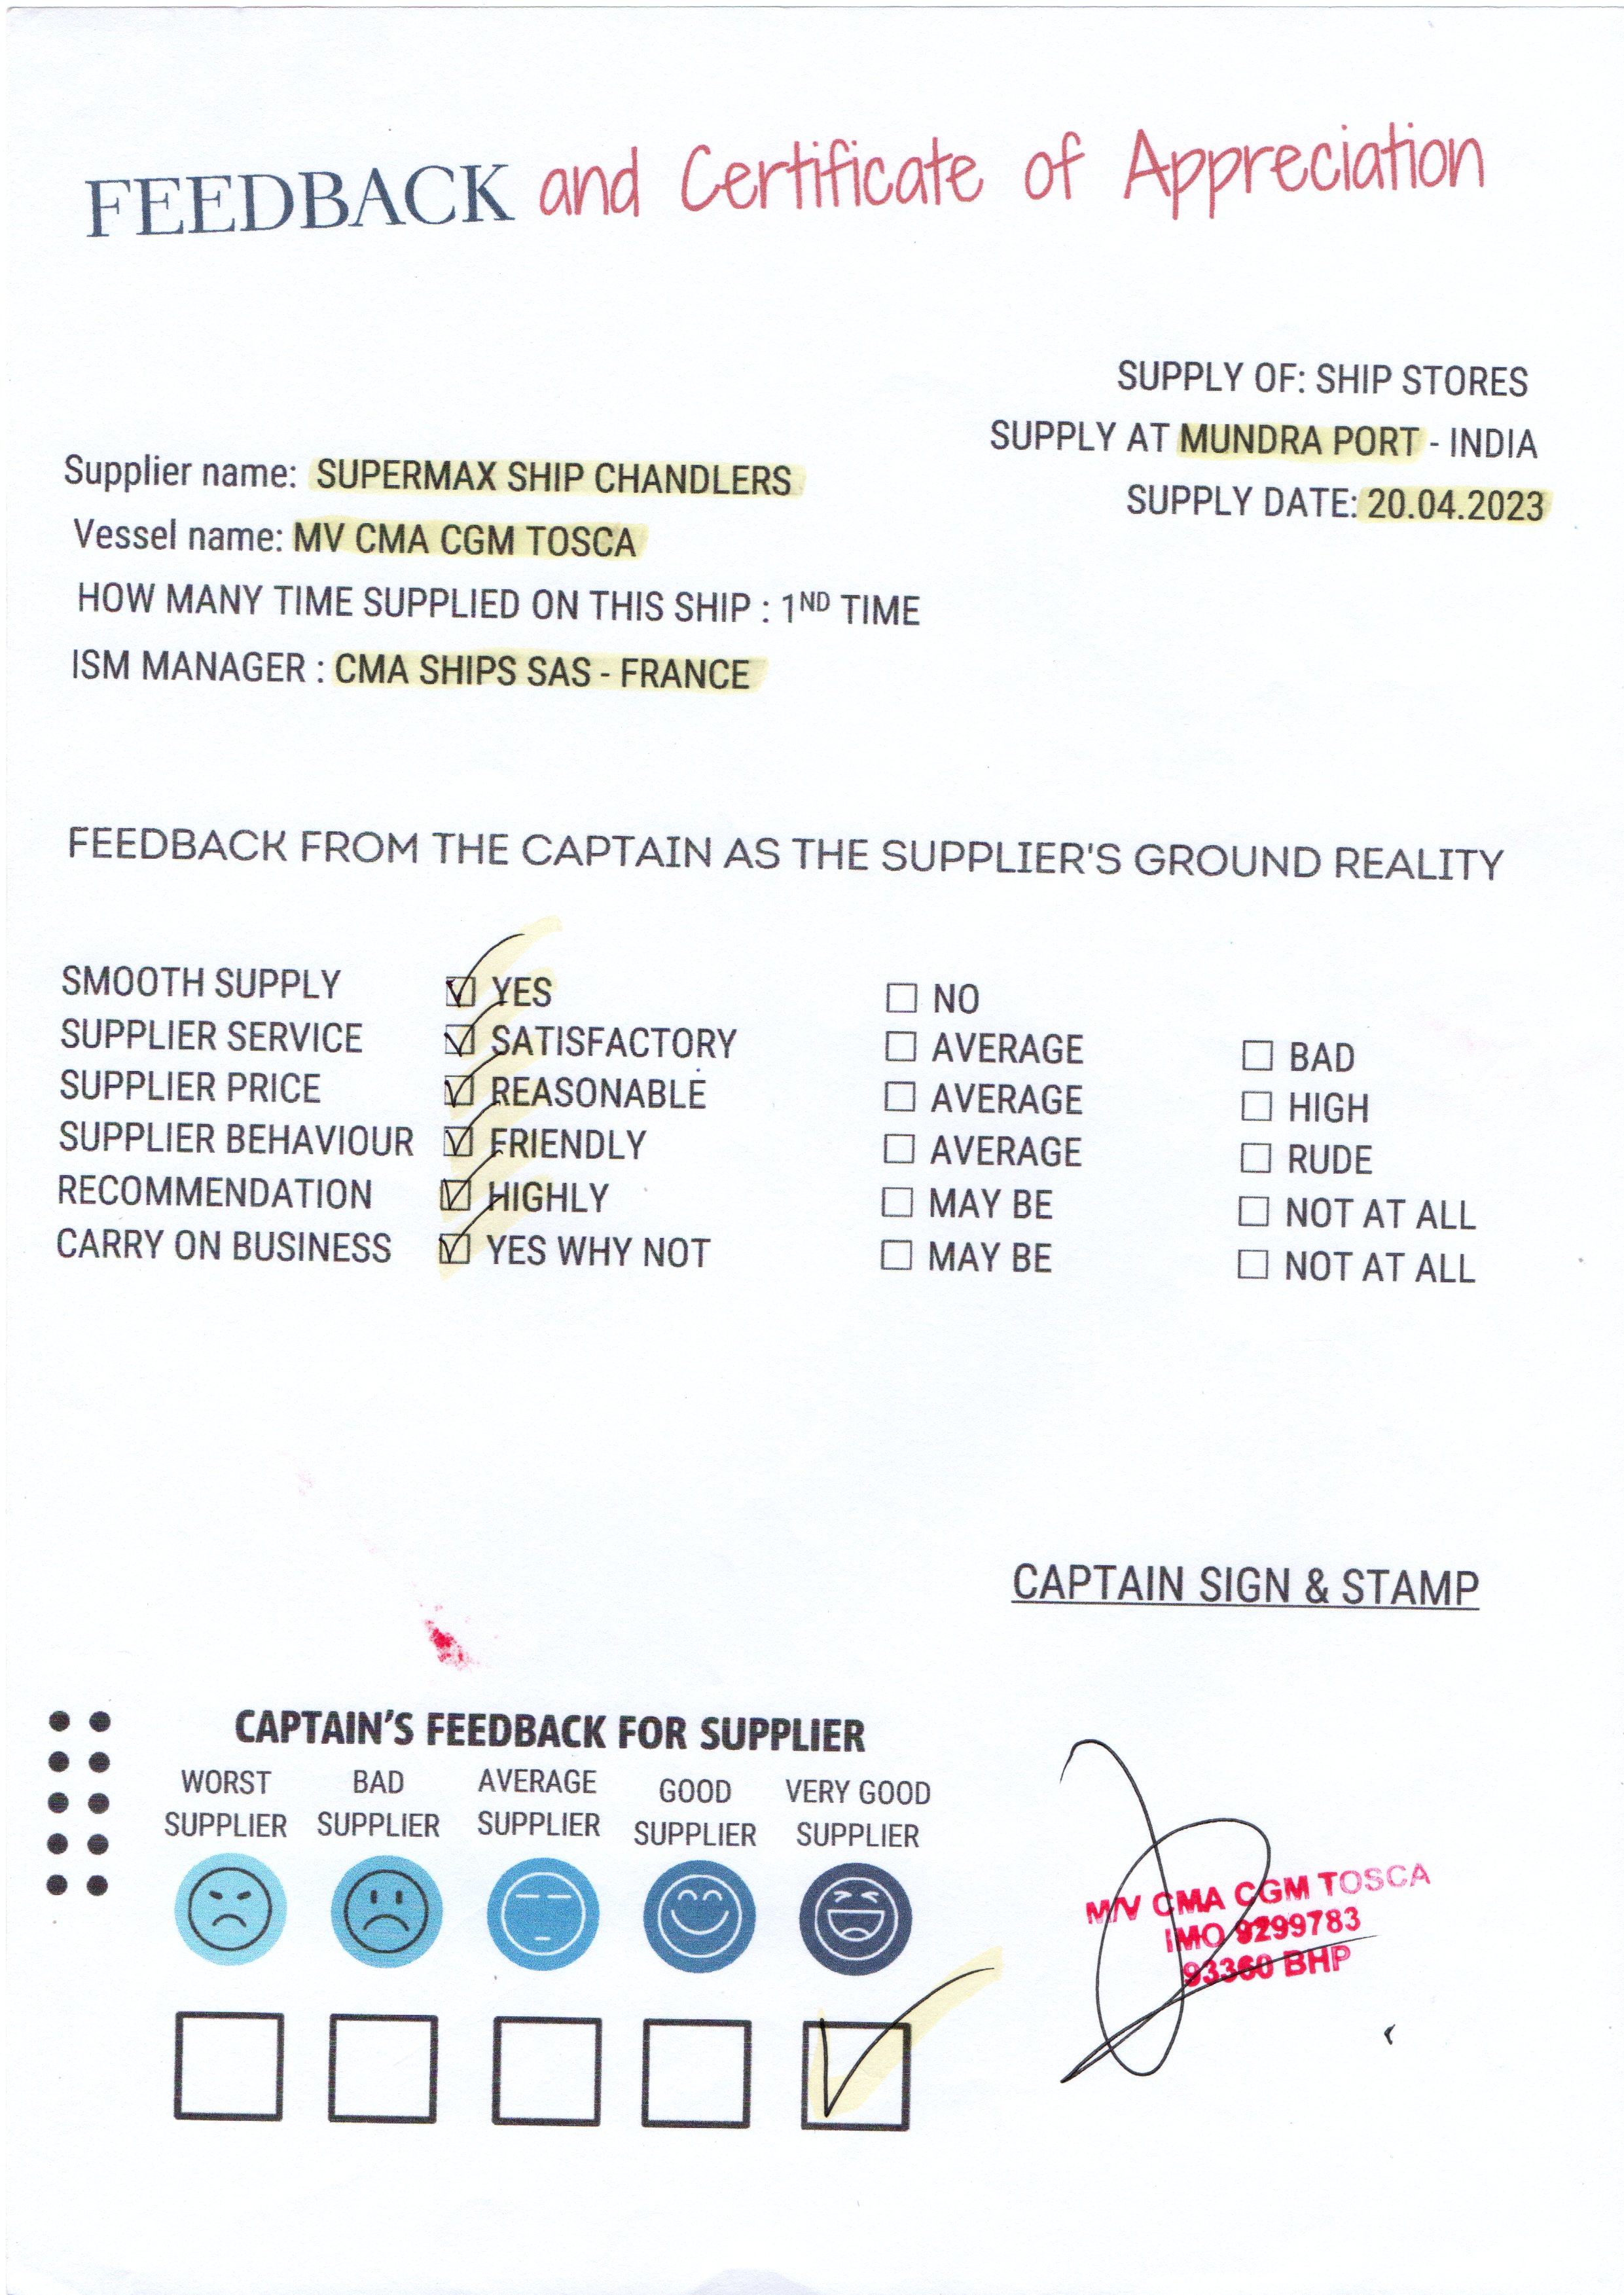 FEEDBACK and Certificate of Appreciation
SUPPLY OF: SHIP STORES
SUPPLY AT MUNDRA PORT - INDIA
SUPPLY DATE: 20.04.2023
Supplier name: SUPERMAX SHIP CHANDLERS
Vessel name: MV CMA CGM TOSCA
HOW MANY TIME SUPPLIED ON THIS SHIP : 1ND TIME
ISM MANAGER : CMA SHIPS SAS - FRANCE
FEEDBACK FROM THE CAPTAIN AS THE SUPPLIER'S GROUND REALITY
SMOOTH SUPPLY ☑ YES ☐ NO
SUPPLIER SERVICE ☑ SATISFACTORY ☐ AVERAGE ☐ BAD
SUPPLIER PRICE ☑ REASONABLE ☐ AVERAGE ☐ HIGH
SUPPLIER BEHAVIOUR ☑ FRIENDLY ☐ AVERAGE ☐ RUDE
RECOMMENDATION ☑ HIGHLY ☐ MAY BE ☐ NOT AT ALL
CARRY ON BUSINESS ☑ YES WHY NOT ☐ MAY BE ☐ NOT AT ALL
CAPTAIN SIGN & STAMP
CAPTAIN'S FEEDBACK FOR SUPPLIER
WORST BAD AVERAGE GOOD VERY GOOD
SUPPLIER SUPPLIER SUPPLIER SUPPLIER SUPPLIER
M/V CMA CGM TOSCA
IMO 9299783
93360 BHP